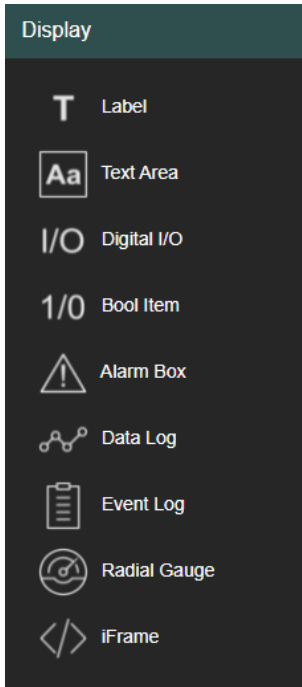 Display
T Label
Aa Text Area
I/O Digital I/O
1/0 Bool Item
Alarm Box
Data Log
Event Log
Radial Gauge
</> iFrame